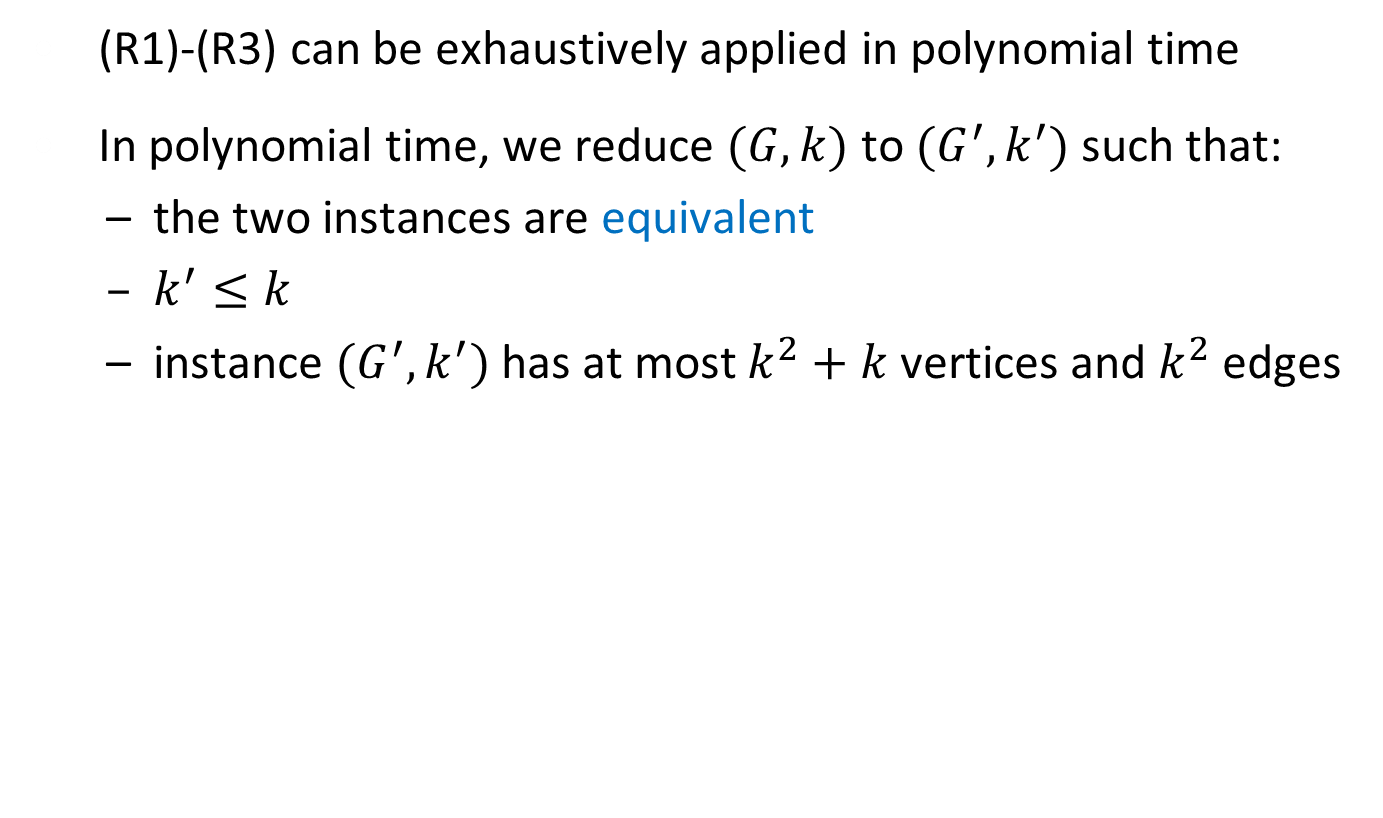 (R1)-(R3) can be exhaustively applied in polynomial time
In polynomial time, we reduce (G, k) to (G′, k′) such that:
– the two instances are equivalent
– k′ ≤ k
– instance (G′, k′) has at most k² + k vertices and k² edges